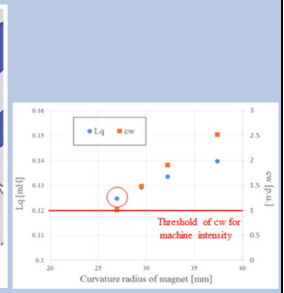 0.16
0.15
0.14
0.13
0.12
0.11
0.1
Lq [mH]
Lq
cw
3
2.5
2
1.5
1
0.5
0
cw [p.u.]
Threshold of cw for
machine intensity
20 25 30 35 40
Curvature radius of magnet [mm]